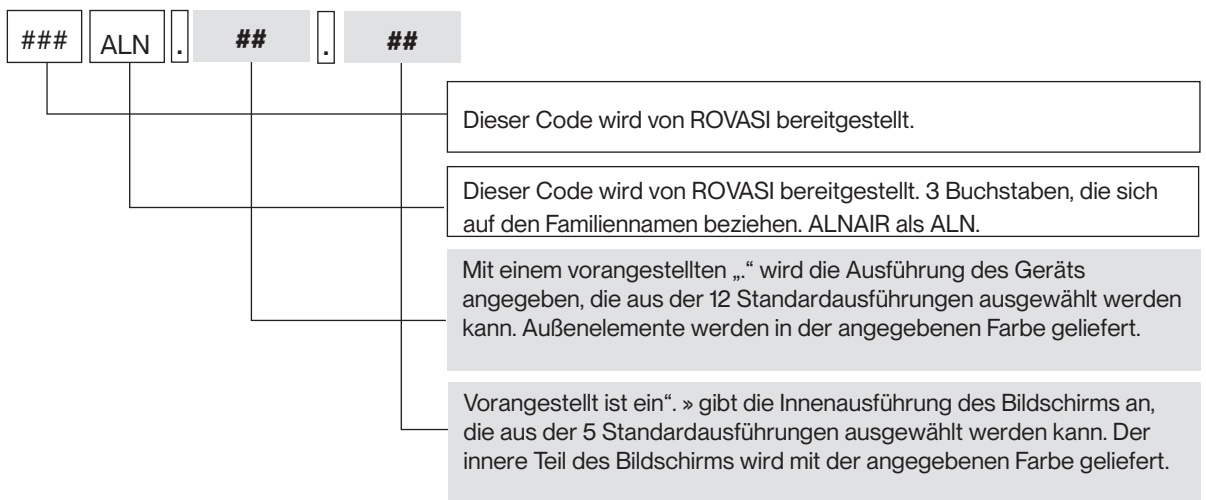 ### ALN . ## . ##
Dieser Code wird von ROVASI bereitgestellt.
Dieser Code wird von ROVASI bereitgestellt. 3 Buchstaben, die sich
auf den Familiennamen beziehen. ALNAIR als ALN.
Mit einem vorangestellten „.“ wird die Ausführung des Geräts
angegeben, die aus der 12 Standardausführungen ausgewählt werden
kann. Außenelemente werden in der angegebenen Farbe geliefert.
Vorangestellt ist ein“. » gibt die Innenausführung des Bildschirms an,
die aus der 5 Standardausführungen ausgewählt werden kann. Der
innere Teil des Bildschirms wird mit der angegebenen Farbe geliefert.